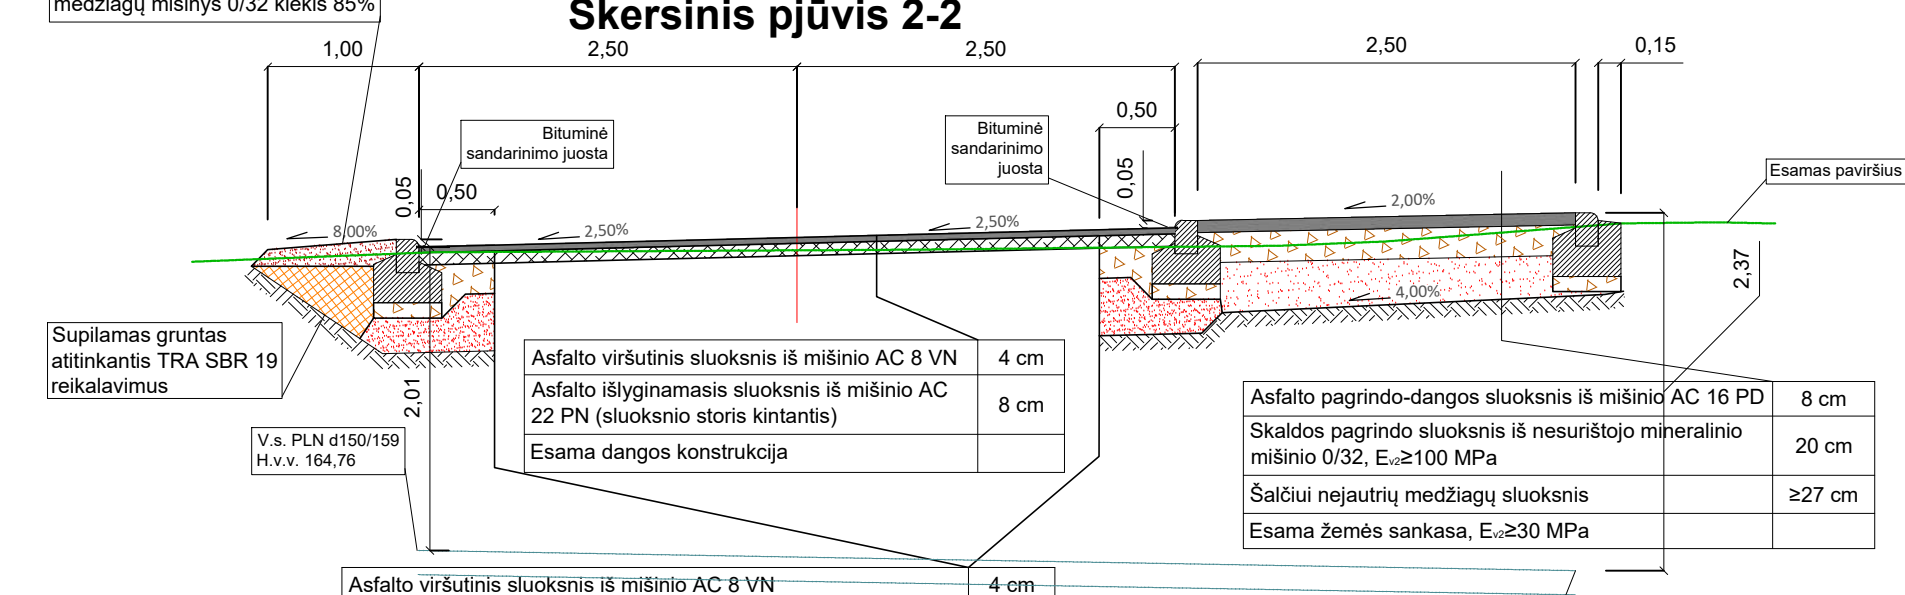 medžiagų mišinys 0/32 kiekis 85%
Skersinis pjūvis 2-2
1,00
2,50
2,50
2,50
0,15
Bituminė
sandarinimo juosta
Bituminė
sandarinimo
juosta
0,50
0,05
0,05
0,50
Esamas paviršius
8,00%
2,50%
2,50%
2,00%
4,00%
2,37
Supilamas gruntas
atitinkantis TRA SBR 19
reikalavimus
2,01
V.s. PLN d150/159
H.v.v. 164,76
Asfalto viršutinis sluoksnis iš mišinio AC 8 VN 4 cm
Asfalto išlyginamasis sluoksnis iš mišinio AC
22 PN (sluoksnio storis kintantis) 8 cm
Esama dangos konstrukcija
Asfalto pagrindo-dangos sluoksnis iš mišinio AC 16 PD 8 cm
Skaldos pagrindo sluoksnis iš nesurištojo mineralinio
mišinio 0/32, Ev2≥100 MPa 20 cm
Šalčiui nejautrių medžiagų sluoksnis ≥27 cm
Esama žemės sankasa, Ev2≥30 MPa
Asfalto viršutinis sluoksnis iš mišinio AC 8 VN 4 cm